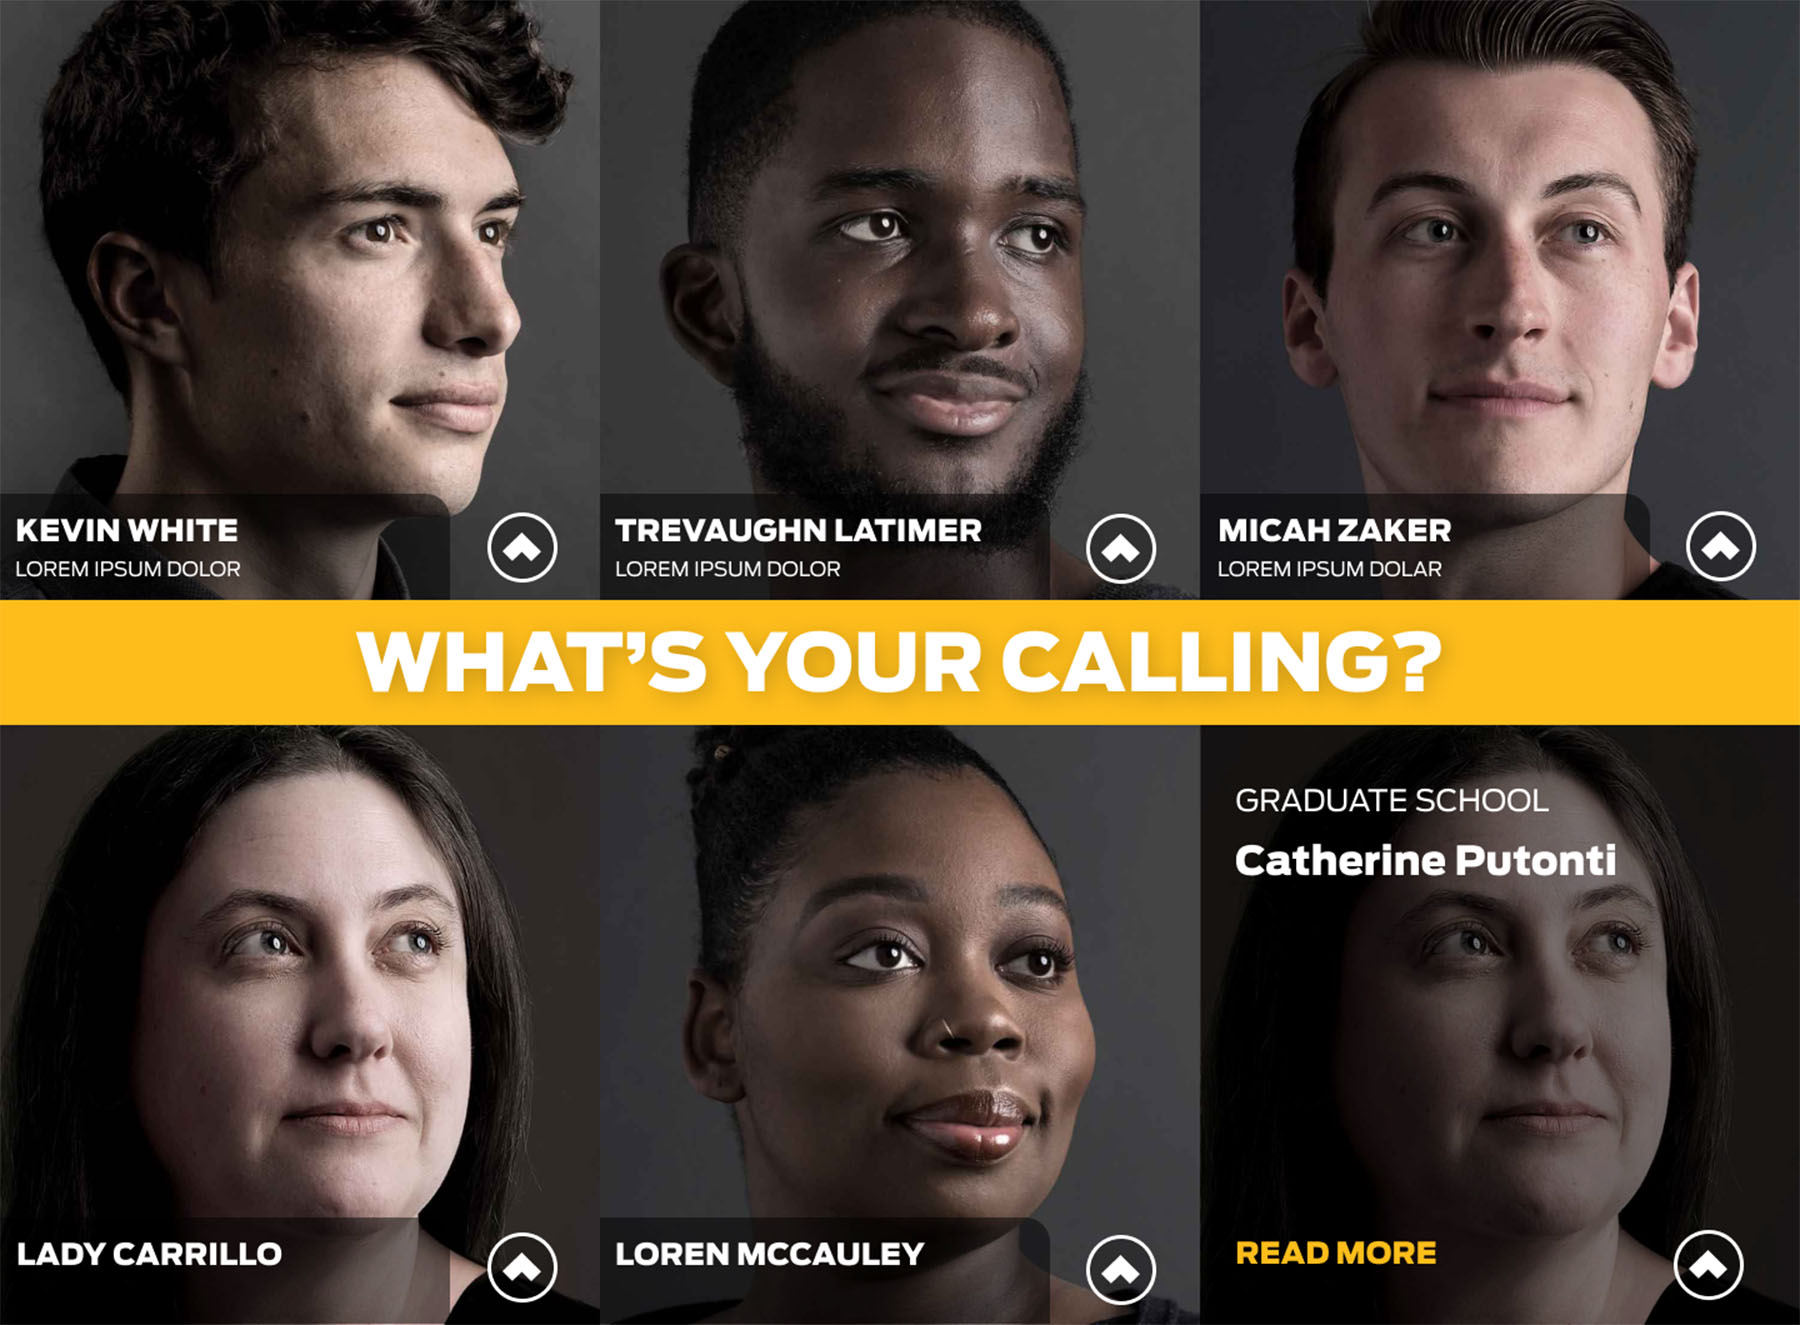 KEVIN WHITE
LOREM IPSUM DOLOR
TREVAUGHN LATIMER
LOREM IPSUM DOLOR
MICAH ZAKER
LOREM IPSUM DOLAR
WHAT'S YOUR CALLING?
LADY CARRILLO
LOREN MCCAULEY
GRADUATE SCHOOL
Catherine Putonti
READ MORE